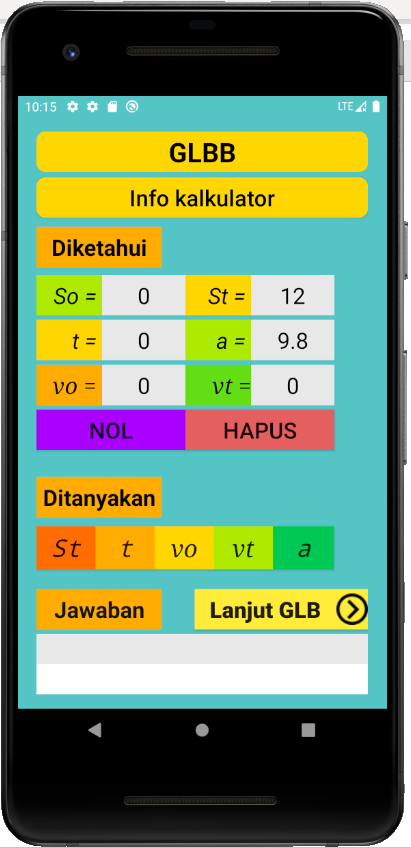 10:15 LTE
GLBB
Info kalkulator
Diketahui
So = 0 St = 12
t = 0 a = 9.8
vo = 0 vt = 0
NOL HAPUS
Ditanyakan
St t vo vt a
Jawaban Lanjut GLB